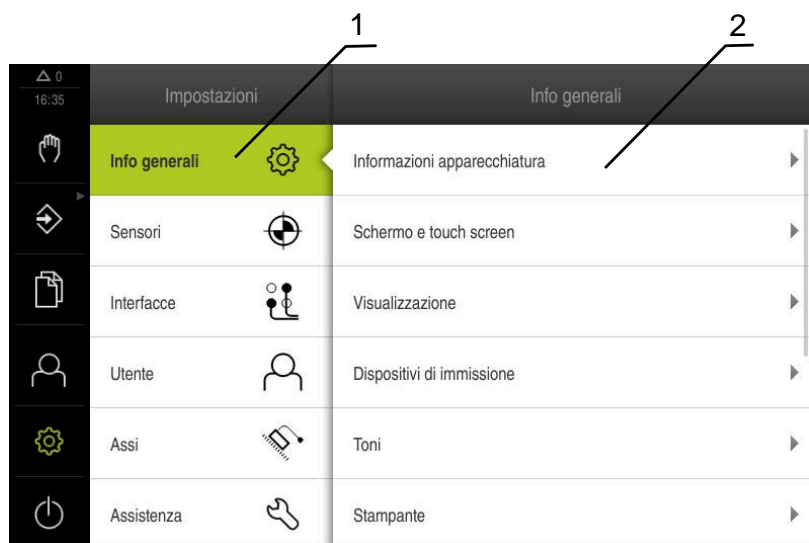 1
2
0
16:35
Impostazioni
Info generali
Info generali
Informazioni apparecchiatura
Sensori
Schermo e touch screen
Interfacce
Visualizzazione
Utente
Dispositivi di immissione
Assi
Toni
Assistenza
Stampante